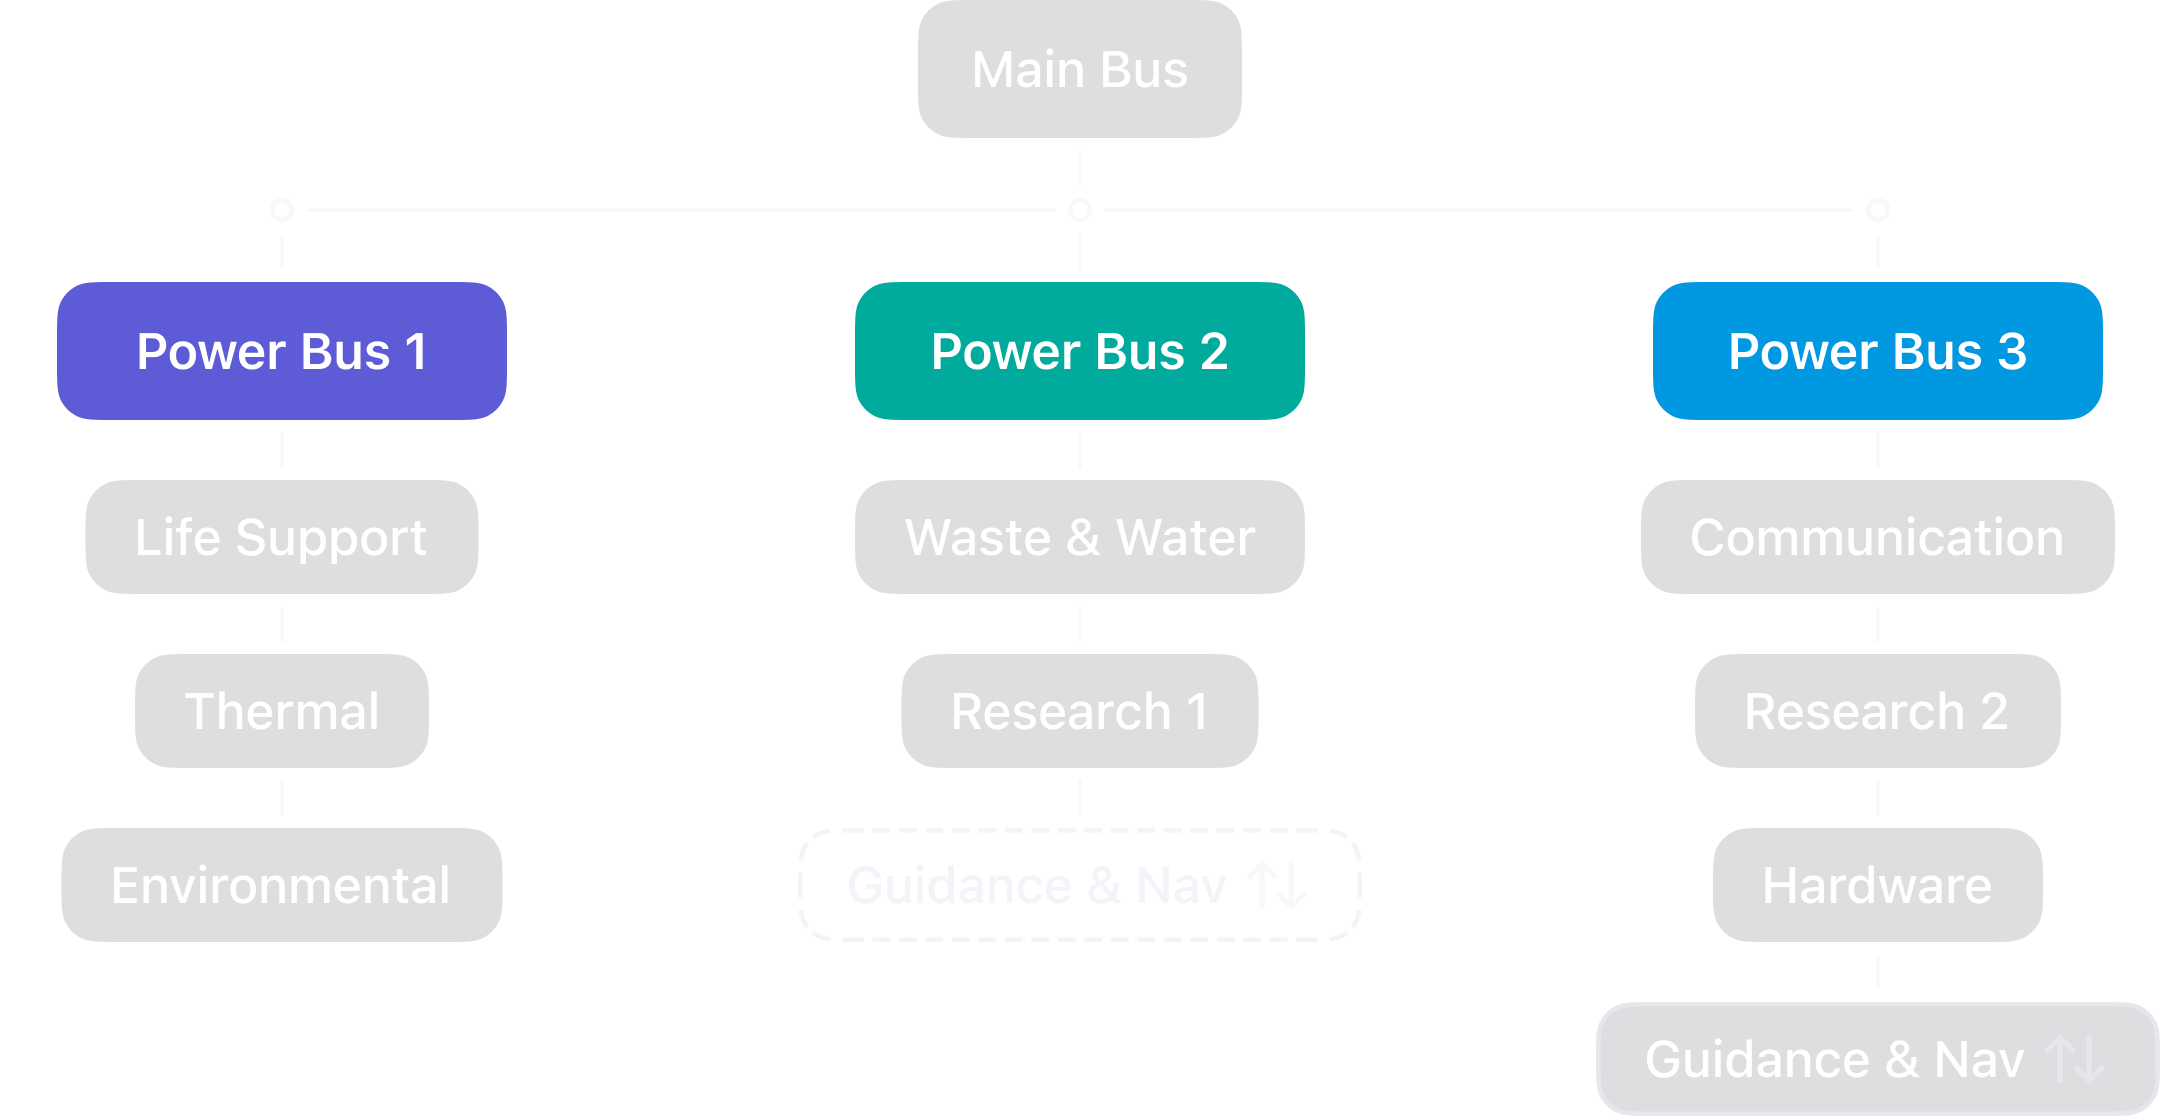 Main Bus
Power Bus 1
Power Bus 2
Power Bus 3
Life Support
Waste & Water
Communication
Thermal
Research 1
Research 2
Environmental
Guidance & Nav
Hardware
Guidance & Nav